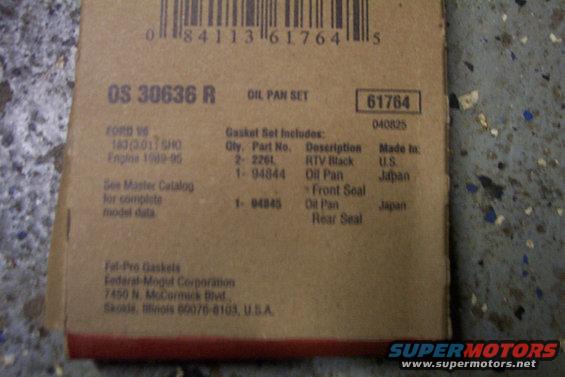 0 84113 61764 5
OS 30636 R OIL PAN SET 61764
040825
FORD V6
183 (3.0L) SHO
Engine 1989-95
See Master Catalog
for complete
model data.
Gasket Set Includes:
Qty. Part No. Description Made In:
2- 226L RTV Black U.S.
1- 94844 Oil Pan Japan
Front Seal
1- 94845 Oil Pan Japan
Rear Seal
Fel-Pro Gaskets
Federal-Mogul Corporation
7450 N. McCormick Blvd.,
Skokie, Illinois 60076-8103, U.S.A.
SUPERMOTORS
www.supermotors.net